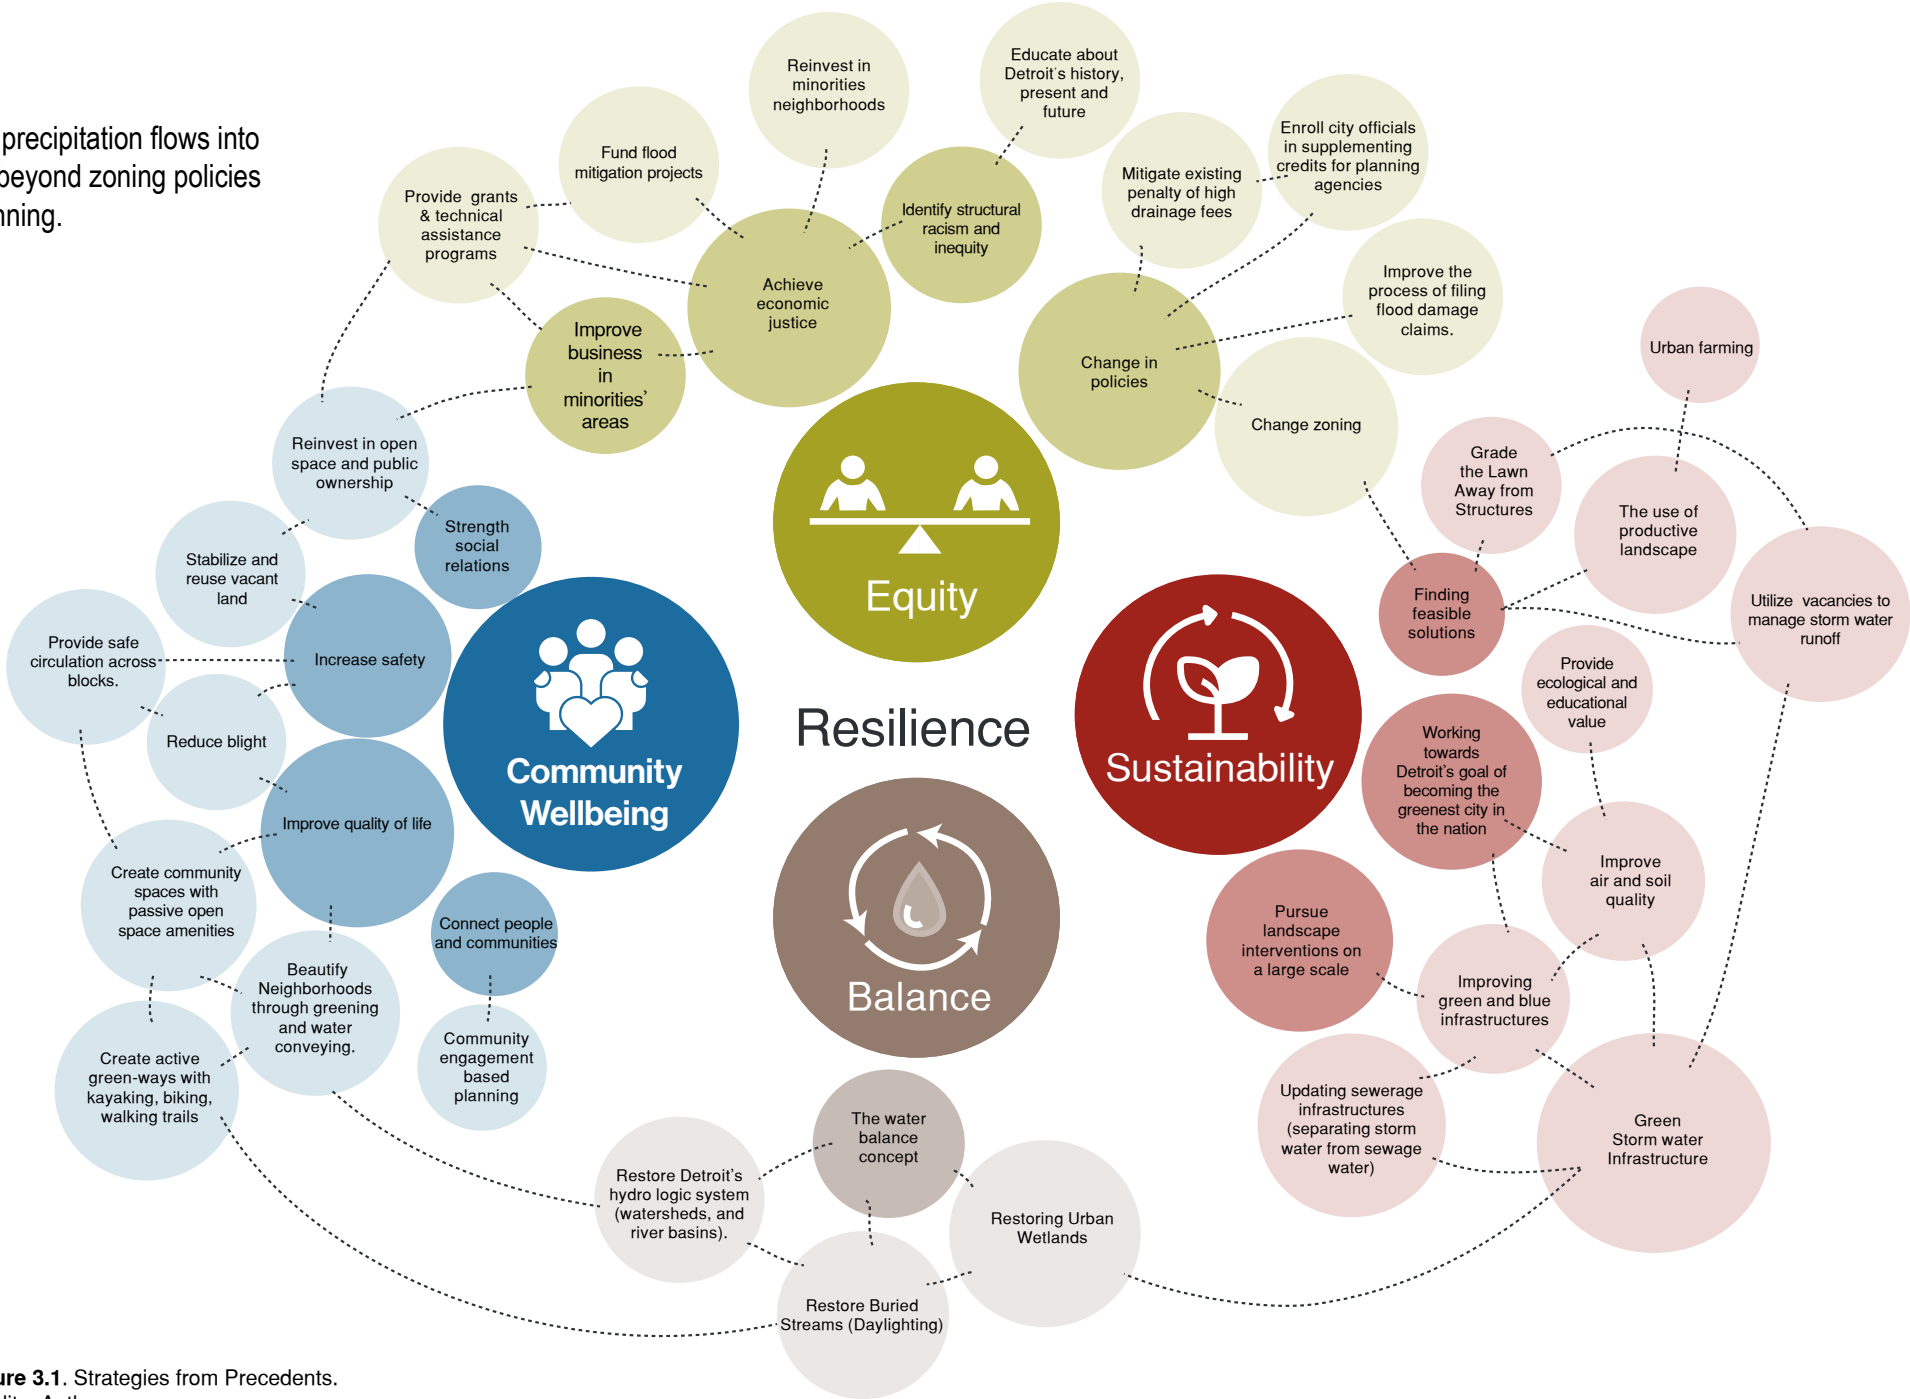 precipitation flows into
beyond zoning policies
Reinvest in
minorities
neighborhoods
Educate about
Detroit's history,
present and
future
Fund flood
mitigation projects
Enroll city officials
in supplementing
credits for planning
agencies
Mitigate existing
penalty of high
drainage fees
Provide grants
& technical
assistance
programs
Identify structural
racism and
inequity
Achieve
economic
justice
Improve the
process of filing
flood damage
claims.
Improve
business
in
minorities'
areas
Change in
policies
Urban farming
Change zoning
Reinvest in open
space and public
ownership
Grade
the Lawn
Away from
Structures
The use of
productive
landscape
Strength
social
relations
Stabilize and
reuse vacant
land
Equity
Finding
feasible
solutions
Utilize vacancies to
manage storm water
runoff
Provide safe
circulation across
blocks.
Increase safety
Provide
ecological and
educational
value
Reduce blight
Resilience
Community
Wellbeing
Sustainability
Working
towards
Detroit's goal of
becoming the
greenest city in
the nation
Improve quality of life
Create community
spaces with
passive open
space amenities
Improve
air and soil
quality
Connect people
and communities
Pursue
landscape
interventions on
a large scale
Balance
Beautify
Neighborhoods
through greening
and water
conveying.
Improving
green and blue
infrastructures
Create active
green-ways with
kayaking, biking,
walking trails
Community
engagement
based
planning
Updating sewerage
infrastructures
(separating storm
water from sewage
water)
Green
Storm water
Infrastructure
The water
balance
concept
Restore Detroit's
hydro logic system
(watersheds, and
river basins).
Restoring Urban
Wetlands
Restore Buried
Streams (Daylighting)
3.1. Strategies from Precedents.